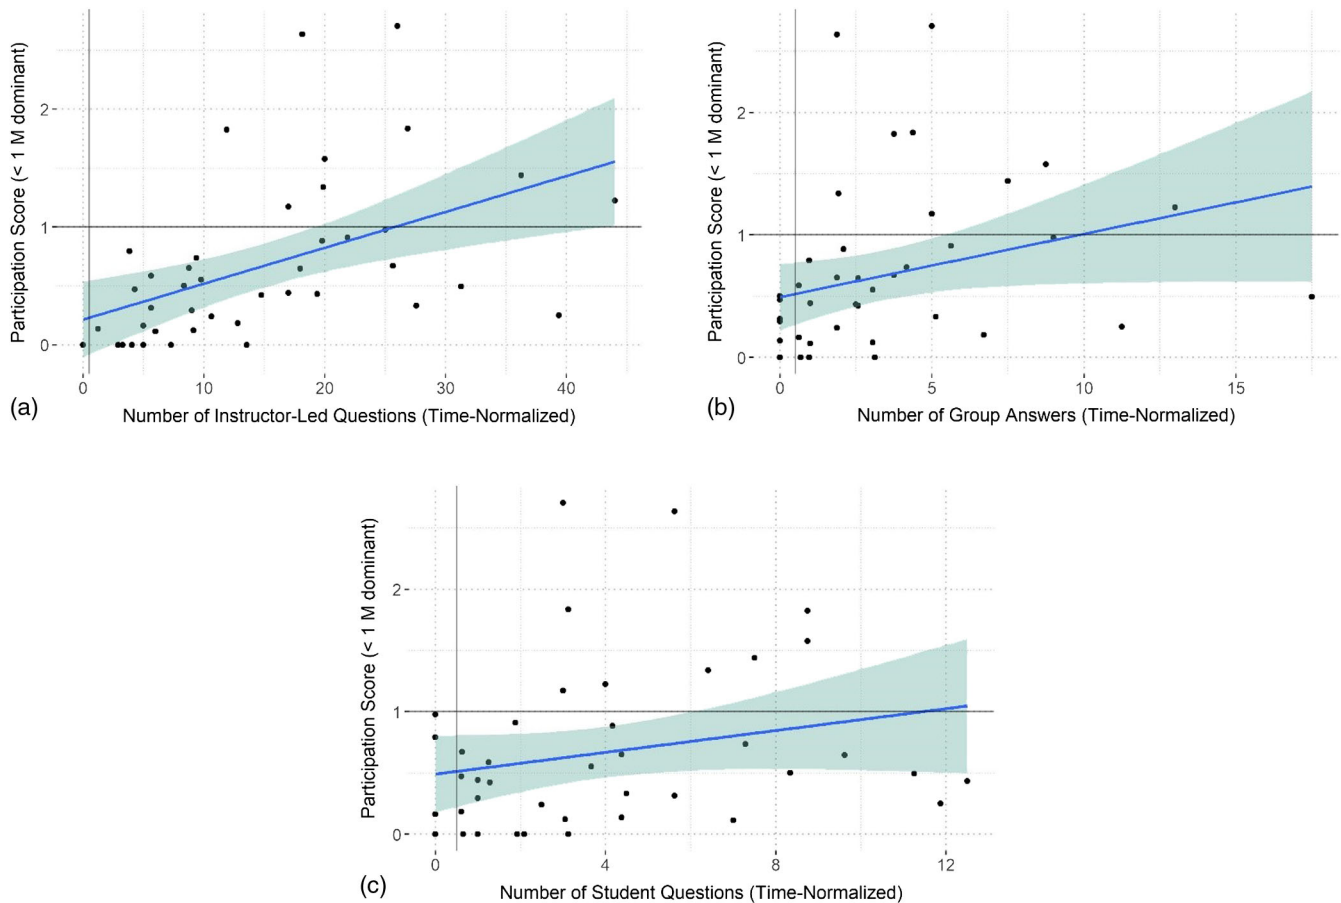 Participation Score (< 1 M dominant)
2
1
0
0
10
20
30
40
(a)
Number of Instructor-Led Questions (Time-Normalized)
Participation Score (< 1 M dominant)
2
1
0
0
5
10
15
(b)
Number of Group Answers (Time-Normalized)
Participation Score (< 1 M dominant)
2
1
0
0
4
8
12
(c)
Number of Student Questions (Time-Normalized)